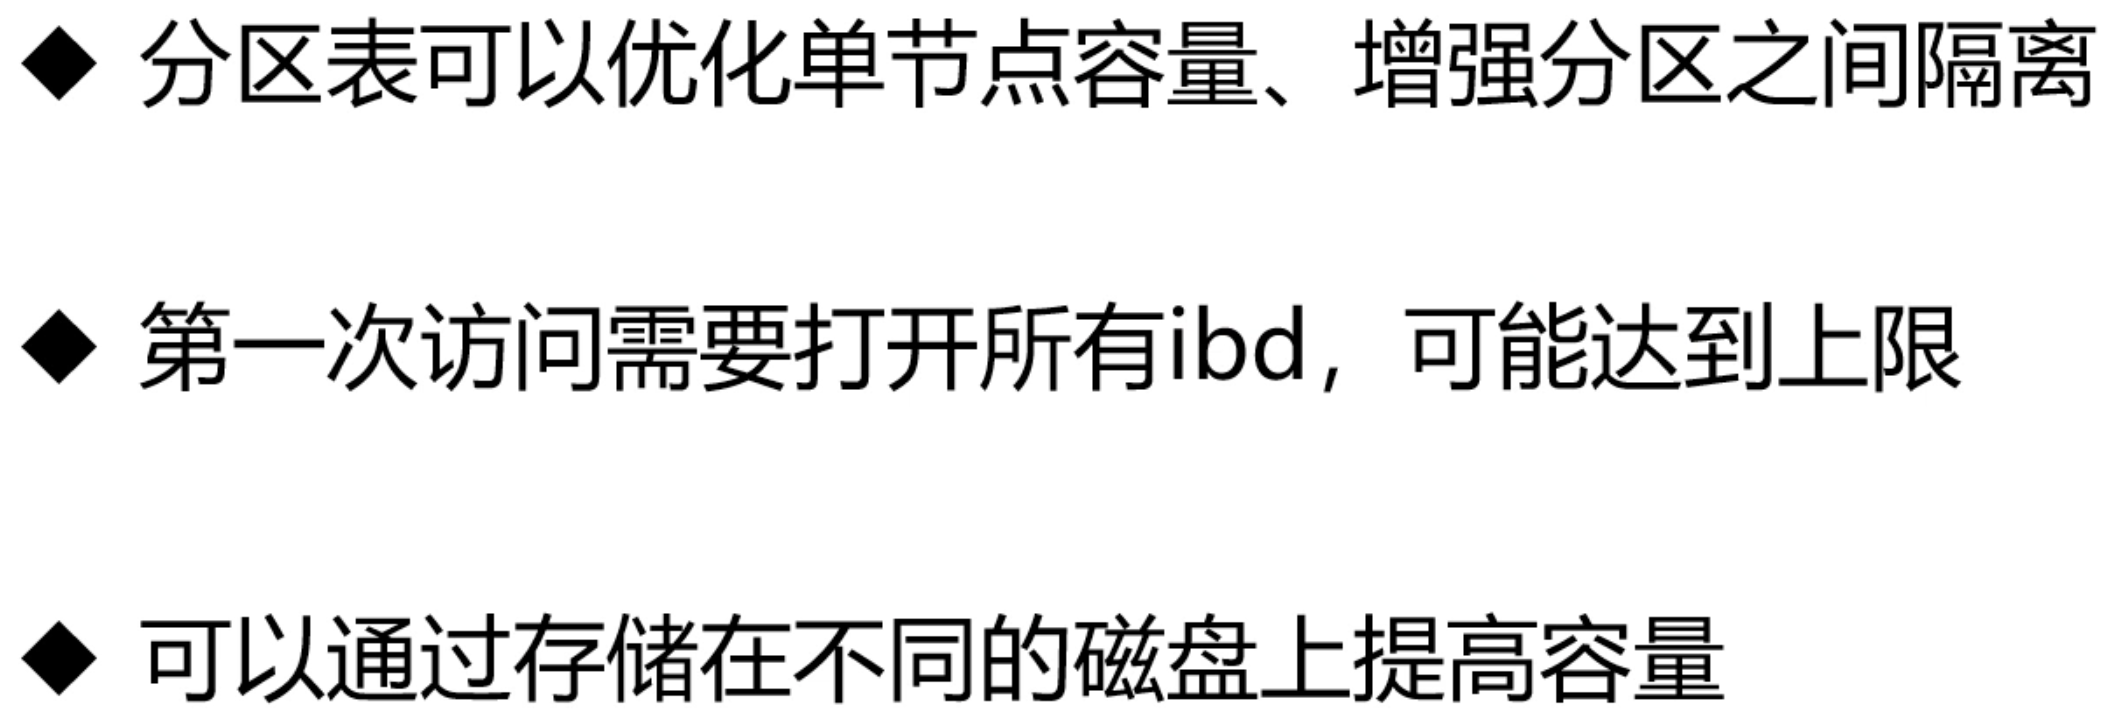 ◆ 分区表可以优化单节点容量、增强分区之间隔离
◆ 第一次访问需要打开所有ibd，可能达到上限
◆ 可以通过存储在不同的磁盘上提高容量